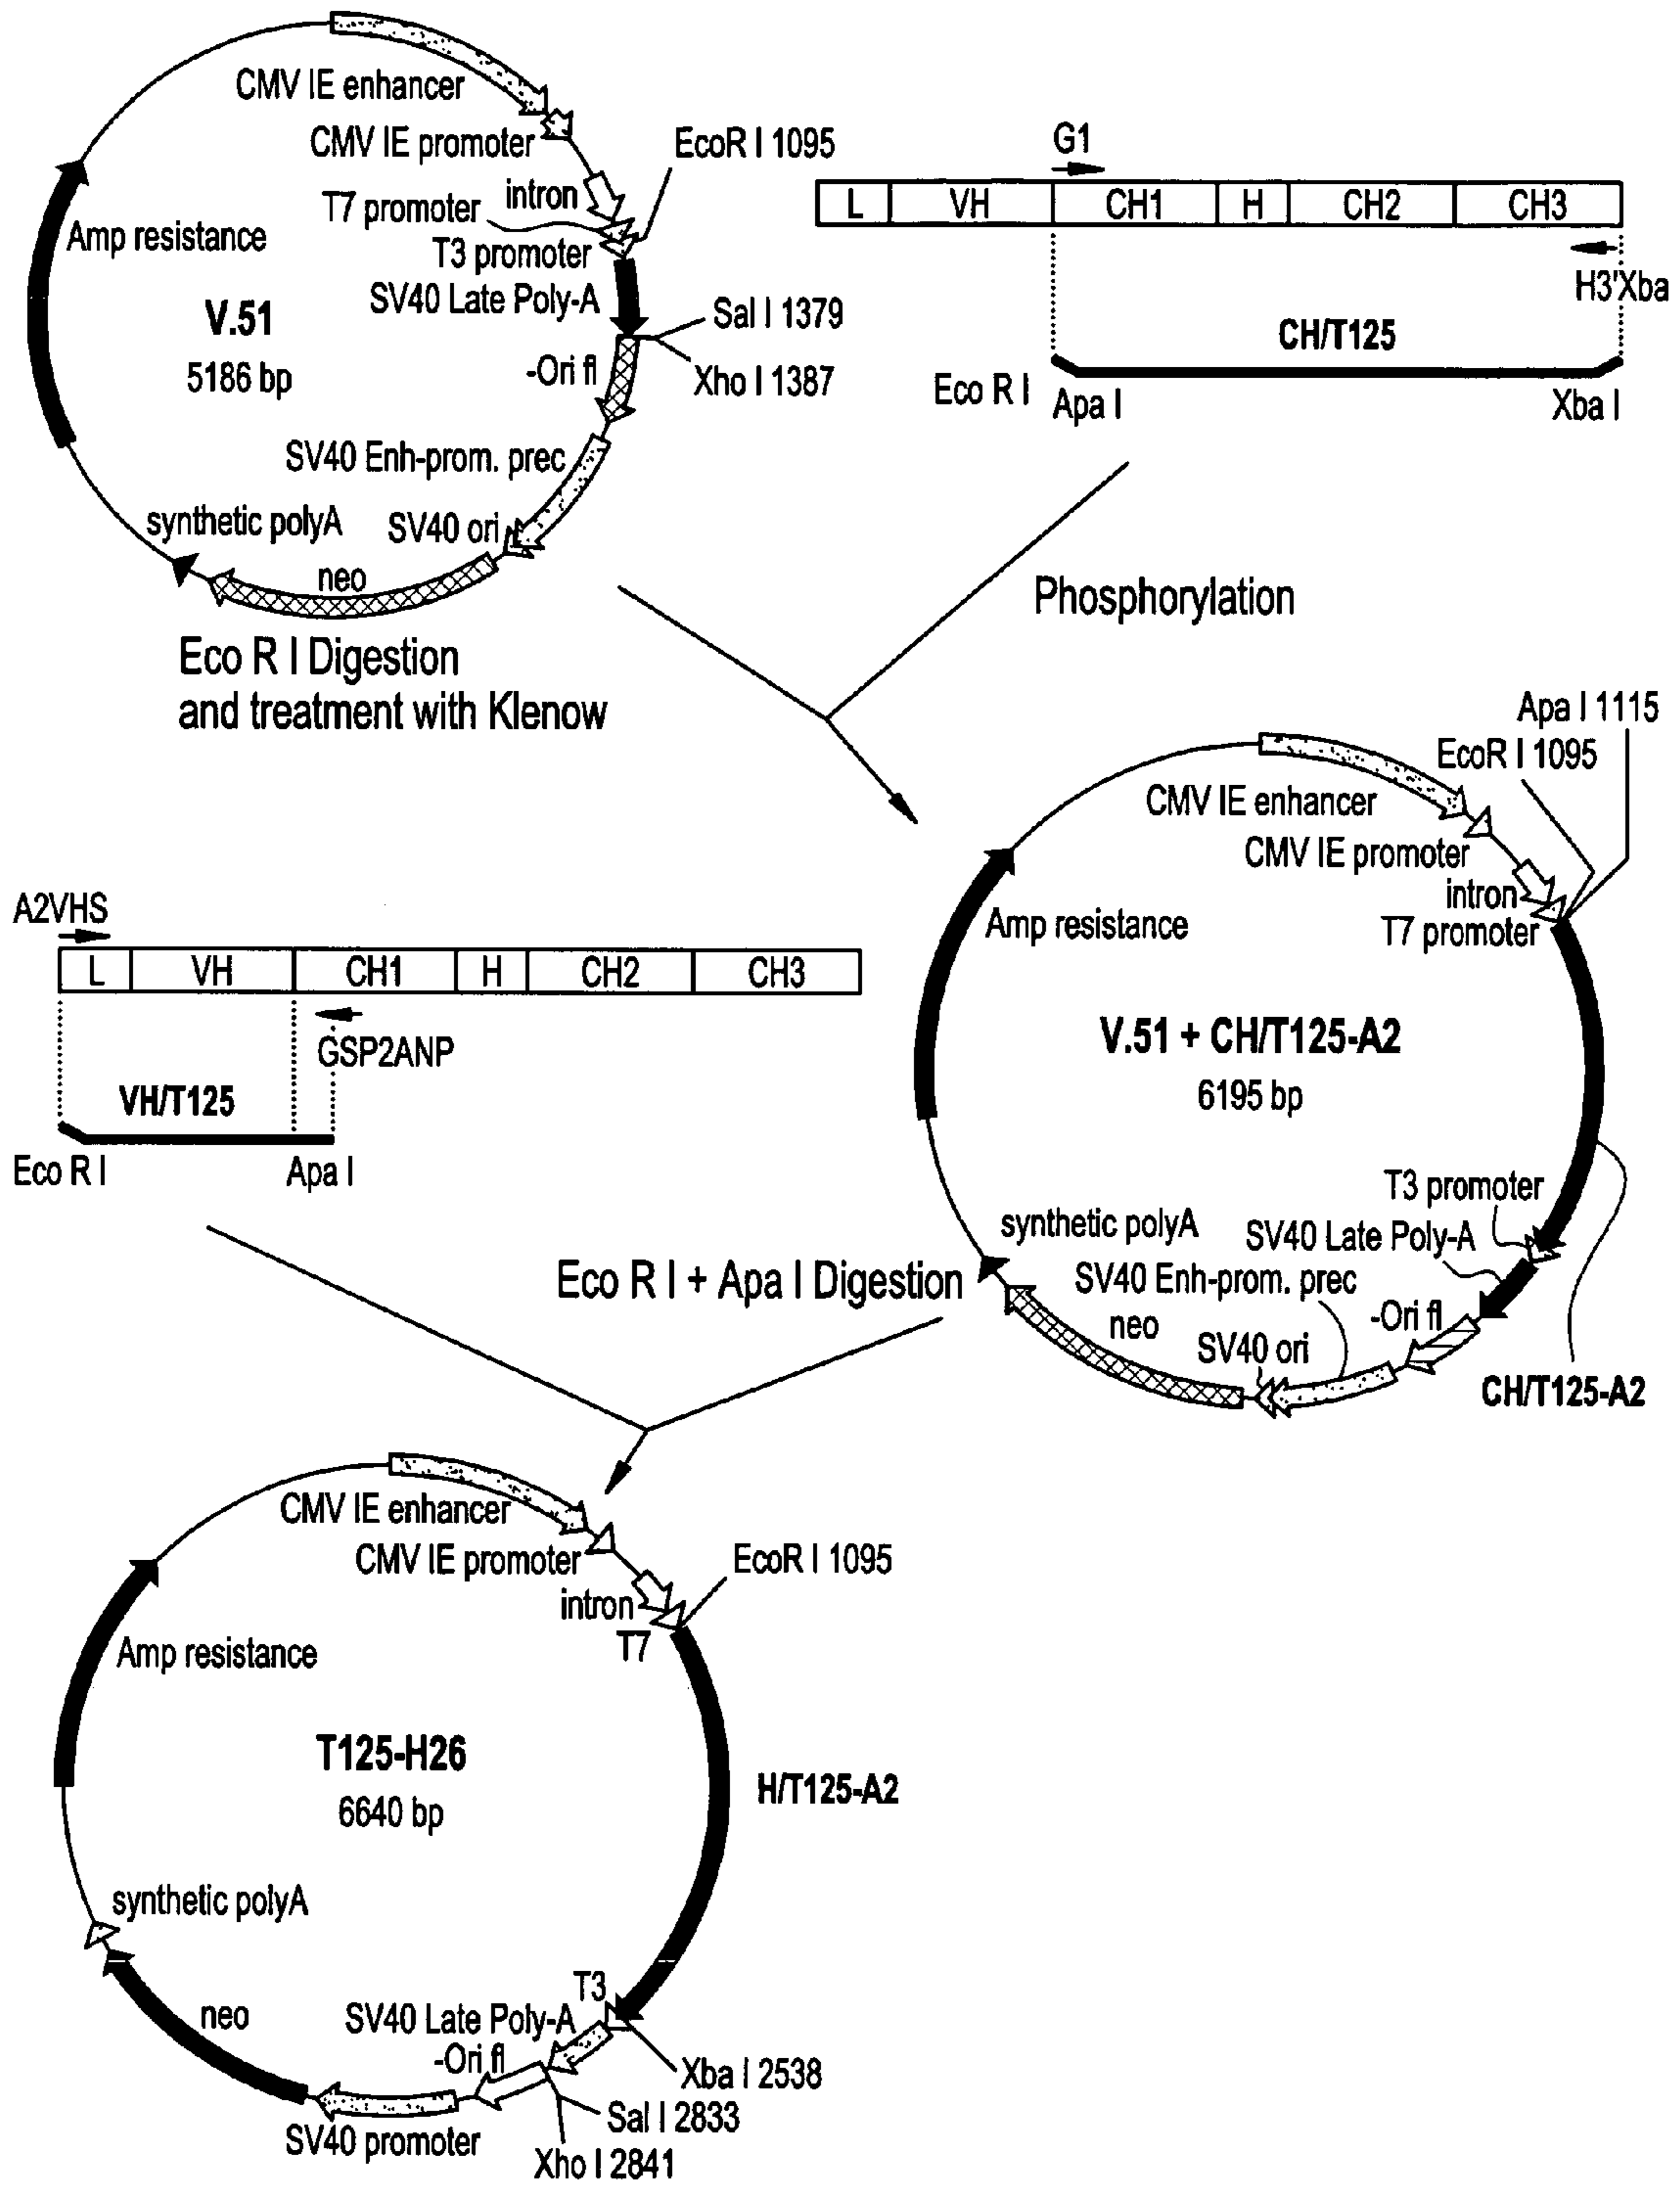 CMV IE enhancer
CMV IE promoter
EcoR I 1095
intron
T7 promoter
T3 promoter
Amp resistance
SV40 Late Poly-A
V.51
5186 bp
Sal I 1379
Xho I 1387
-Ori fl
SV40 Enh-prom. prec
synthetic polyA
SV40 ori
neo
Eco R I Digestion
and treatment with Klenow
G1
L VH CH1 H CH2 CH3
H3'Xba
CH/T125
Eco R I
Apa I
Xba I
Phosphorylation
Apa I 1115
EcoR I 1095
CMV IE enhancer
CMV IE promoter
intron
T7 promoter
Amp resistance
V.51 + CH/T125-A2
6195 bp
T3 promoter
synthetic polyA
SV40 Late Poly-A
SV40 Enh-prom. prec
-Ori fl
neo
SV40 ori
CH/T125-A2
A2VHS
L VH CH1 H CH2 CH3
GSP2ANP
VH/T125
Eco R I
Apa I
Eco R I + Apa I Digestion
CMV IE enhancer
CMV IE promoter
EcoR I 1095
intron
T7
Amp resistance
T125-H26
6640 bp
H/T125-A2
synthetic polyA
T3
neo
SV40 Late Poly-A
-Ori fl
Xba I 2538
Sal I 2833
SV40 promoter
Xho I 2841